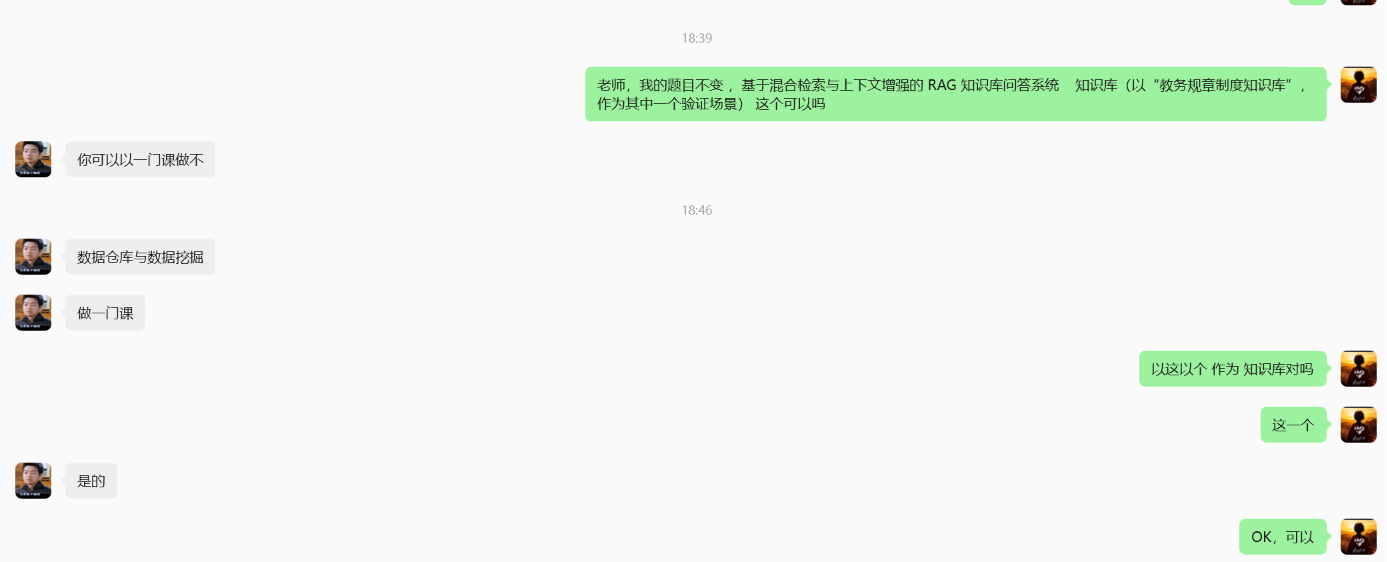 18:39
老师，我的题目不变 ，基于混合检索与上下文增强的 RAG 知识库问答系统    知识库（以“教务规章制度知识库”，
作为其中一个验证场景） 这个可以吗
你可以以一门课做不
18:46
数据仓库与数据挖掘
做一门课
以这以个 作为 知识库对吗
这一个
是的
OK，可以